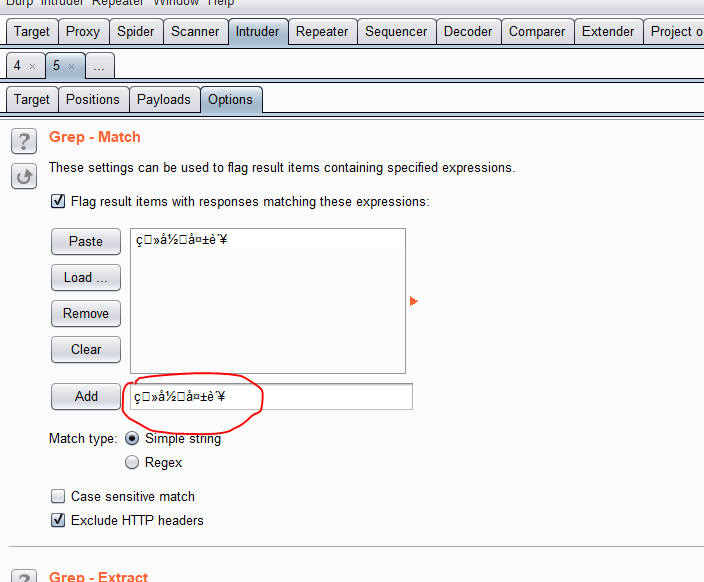 Burp Intruder Repeater Window Help
Target Proxy Spider Scanner Intruder Repeater Sequencer Decoder Comparer Extender Project o
4 × 5 × ...
Target Positions Payloads Options
? Grep - Match
These settings can be used to flag result items containing specified expressions.
Flag result items with responses matching these expressions:
Paste
ç□»å½□å¤±è´¥
Load ...
Remove
Clear
Add ç□»å½□å¤±è´¥
Match type: Simple string
Regex
Case sensitive match
Exclude HTTP headers
? Grep - Extract